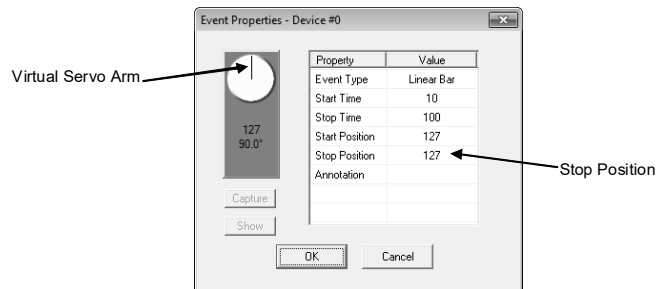 Event Properties - Device #0
Virtual Servo Arm
127
90.0°
Capture
Show
Property Value
Event Type Linear Bar
Start Time 10
Stop Time 100
Start Position 127
Stop Position 127
Annotation
Stop Position
OK Cancel